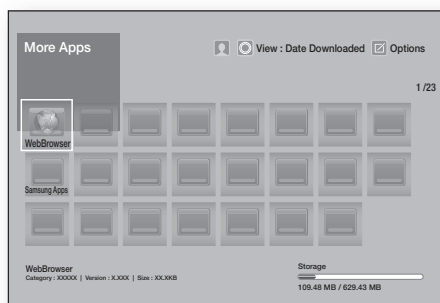 More Apps
View : Date Downloaded
Options
1 /23
WebBrowser
Samsung Apps
WebBrowser
Category : XXXXX | Version : X.XXX | Size : XX.XKB
Storage
109.48 MB / 629.43 MB